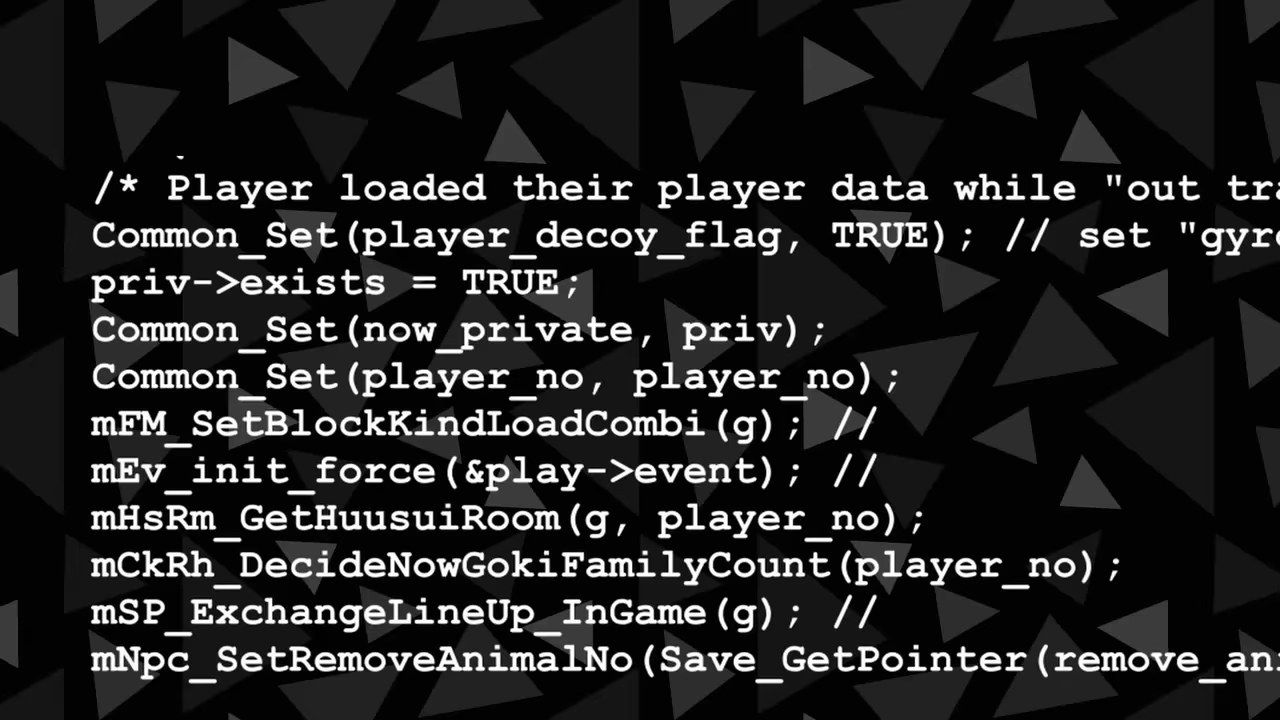 /* Player loaded their player data while "out
Common_Set(player_decoy_flag, TRUE); // set
priv->exists = TRUE;
Common_Set(now_private, priv);
Common_Set(player_no, player_no);
mFM_SetBlockKindLoadCombi(g); //
mEv_init_force(&play->event); //
mHsRm_GetHuusuiRoom(g, player_no);
mCkRh_DecideNowGokiFamilyCount(player_no);
mSP_ExchangeLineUp_InGame(g); //
mNpc_SetRemoveAnimalNo(Save_GetPointer(